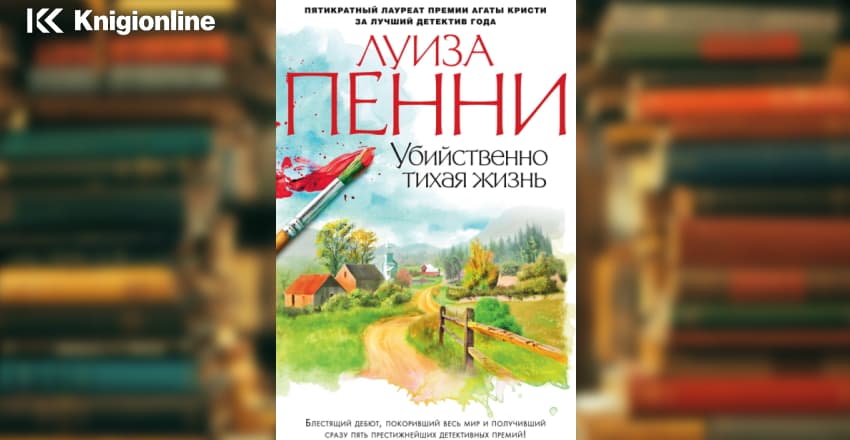 Knigionline
ПЯТИКРАТНЫЙ ЛАУРЕАТ ПРЕМИИ АГАТЫ КРИСТИ
ЗА ЛУЧШИЙ ДЕТЕКТИВ ГОДА
ЛУИЗА
ПЕННИ
Убийственно
тихая жизнь
Блестящий дебют, покоривший весь мир и получивший
сразу пять престижнейших детективных премий!